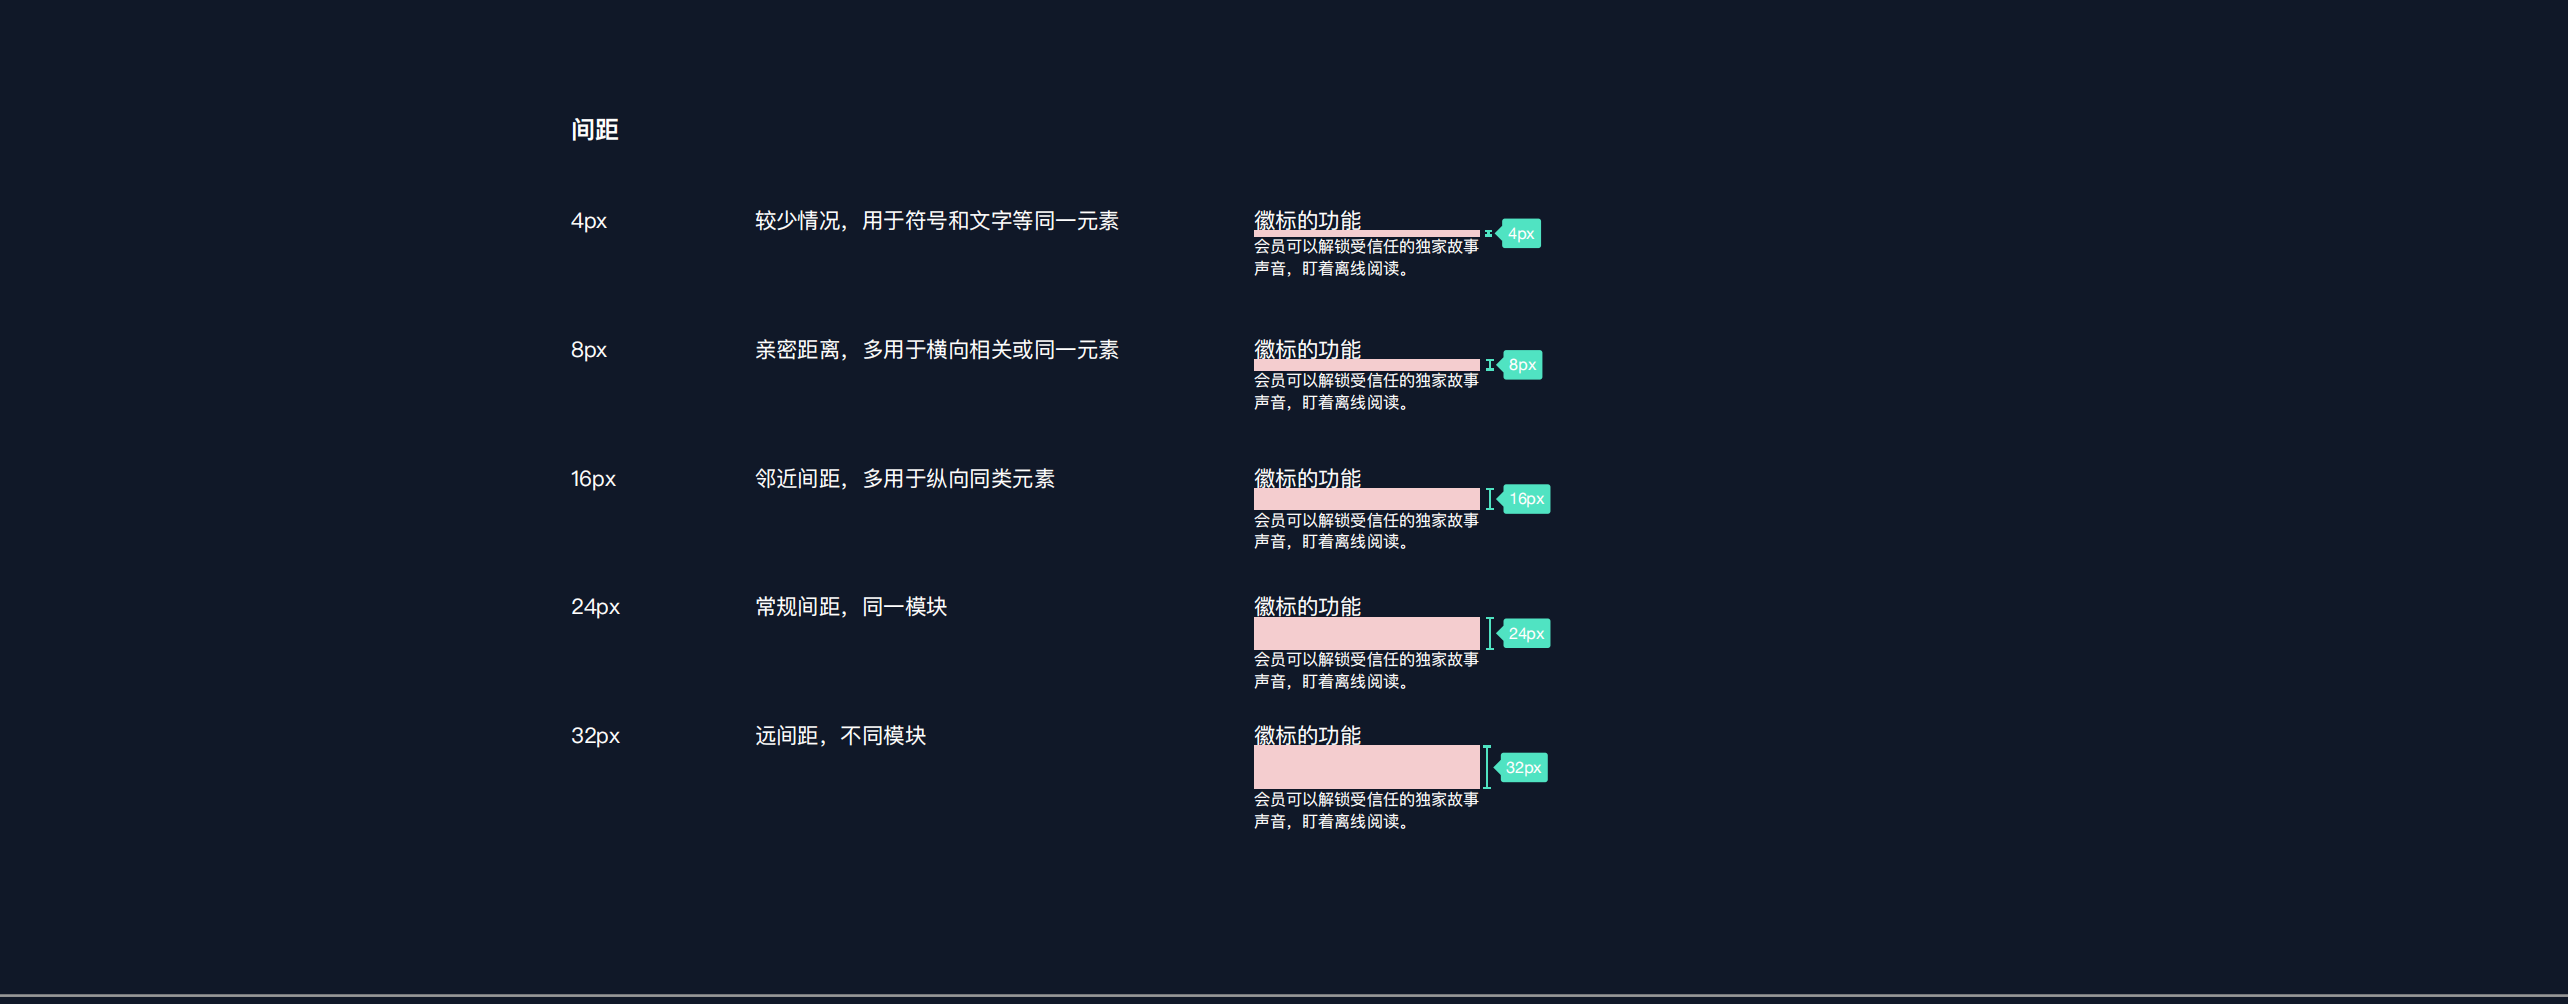 间距
4px
较少情况，用于符号和文字等同一元素
徽标的功能
4px
会员可以解锁受信任的独家故事
声音，盯着离线阅读。
8px
亲密距离，多用于横向相关或同一元素
徽标的功能
8px
会员可以解锁受信任的独家故事
声音，盯着离线阅读。
16px
邻近间距，多用于纵向同类元素
徽标的功能
16px
会员可以解锁受信任的独家故事
声音，盯着离线阅读。
24px
常规间距，同一模块
徽标的功能
24px
会员可以解锁受信任的独家故事
声音，盯着离线阅读。
32px
远间距，不同模块
徽标的功能
32px
会员可以解锁受信任的独家故事
声音，盯着离线阅读。